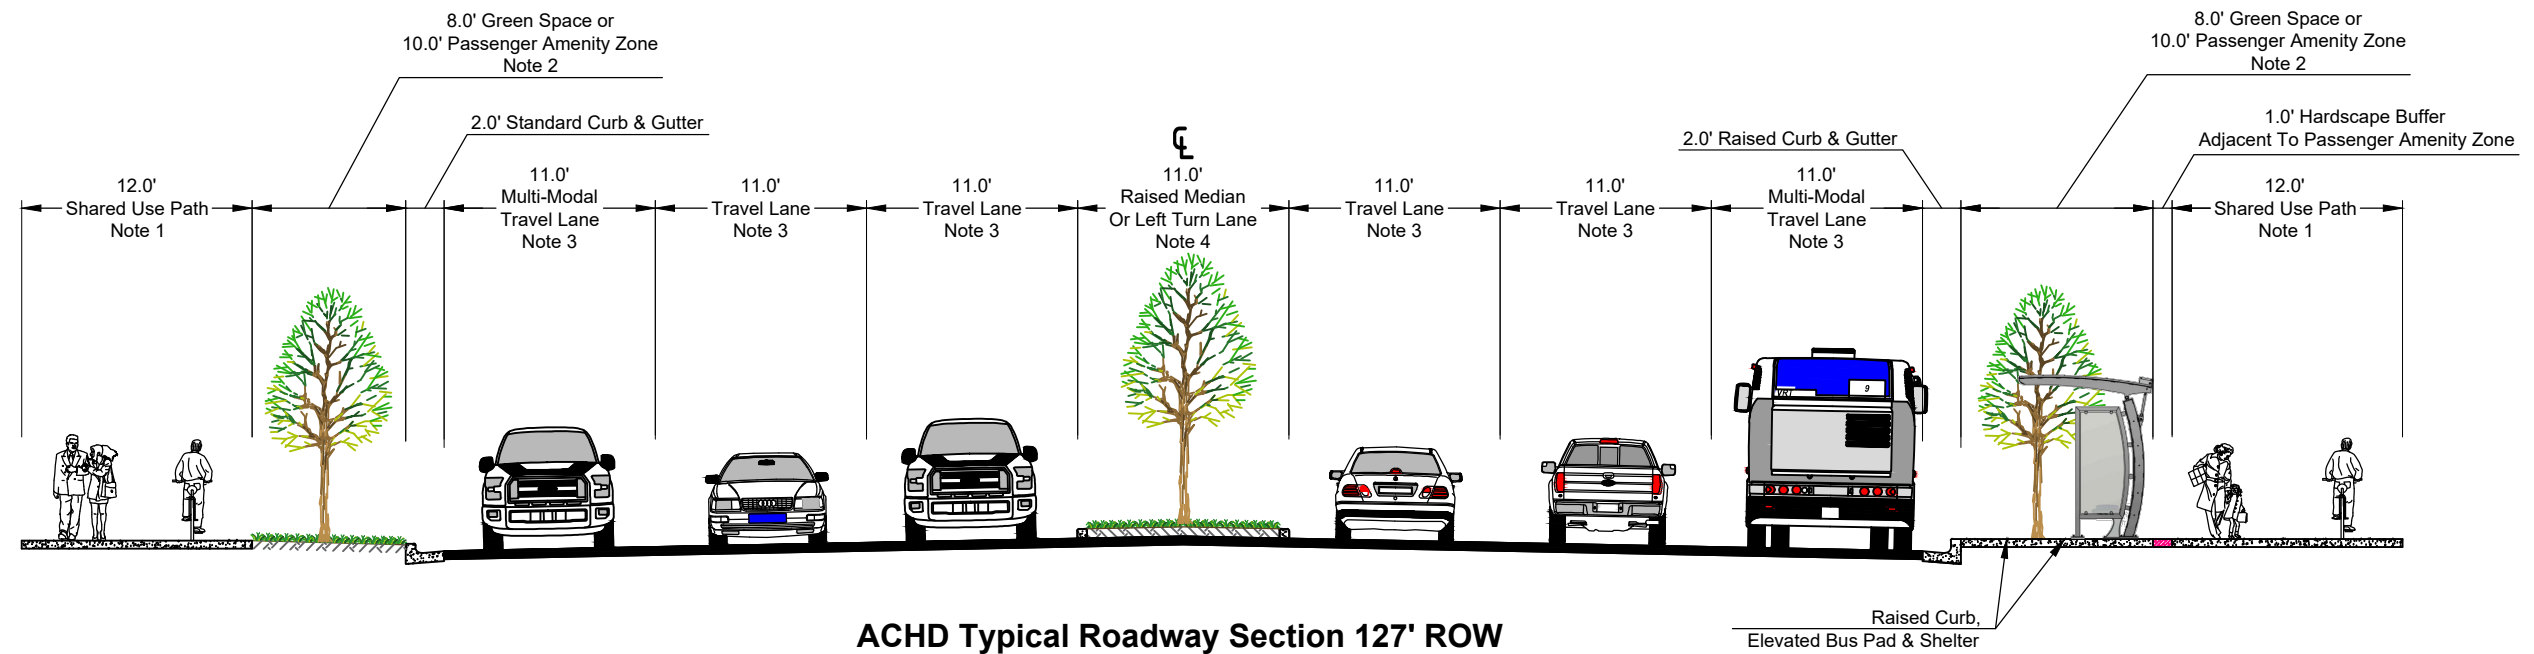 8.0' Green Space or
10.0' Passenger Amenity Zone
Note 2
8.0' Green Space or
10.0' Passenger Amenity Zone
Note 2
2.0' Standard Curb & Gutter
2.0' Raised Curb & Gutter
1.0' Hardscape Buffer
Adjacent To Passenger Amenity Zone
CL
12.0'
Shared Use Path
Note 1
11.0'
Multi-Modal
Travel Lane
Note 3
11.0'
Travel Lane
Note 3
11.0'
Travel Lane
Note 3
11.0'
Raised Median
Or Left Turn Lane
Note 4
11.0'
Travel Lane
Note 3
11.0'
Travel Lane
Note 3
11.0'
Multi-Modal
Travel Lane
Note 3
12.0'
Shared Use Path
Note 1
9
VRT
Raised Curb,
Elevated Bus Pad & Shelter
ACHD Typical Roadway Section 127' ROW